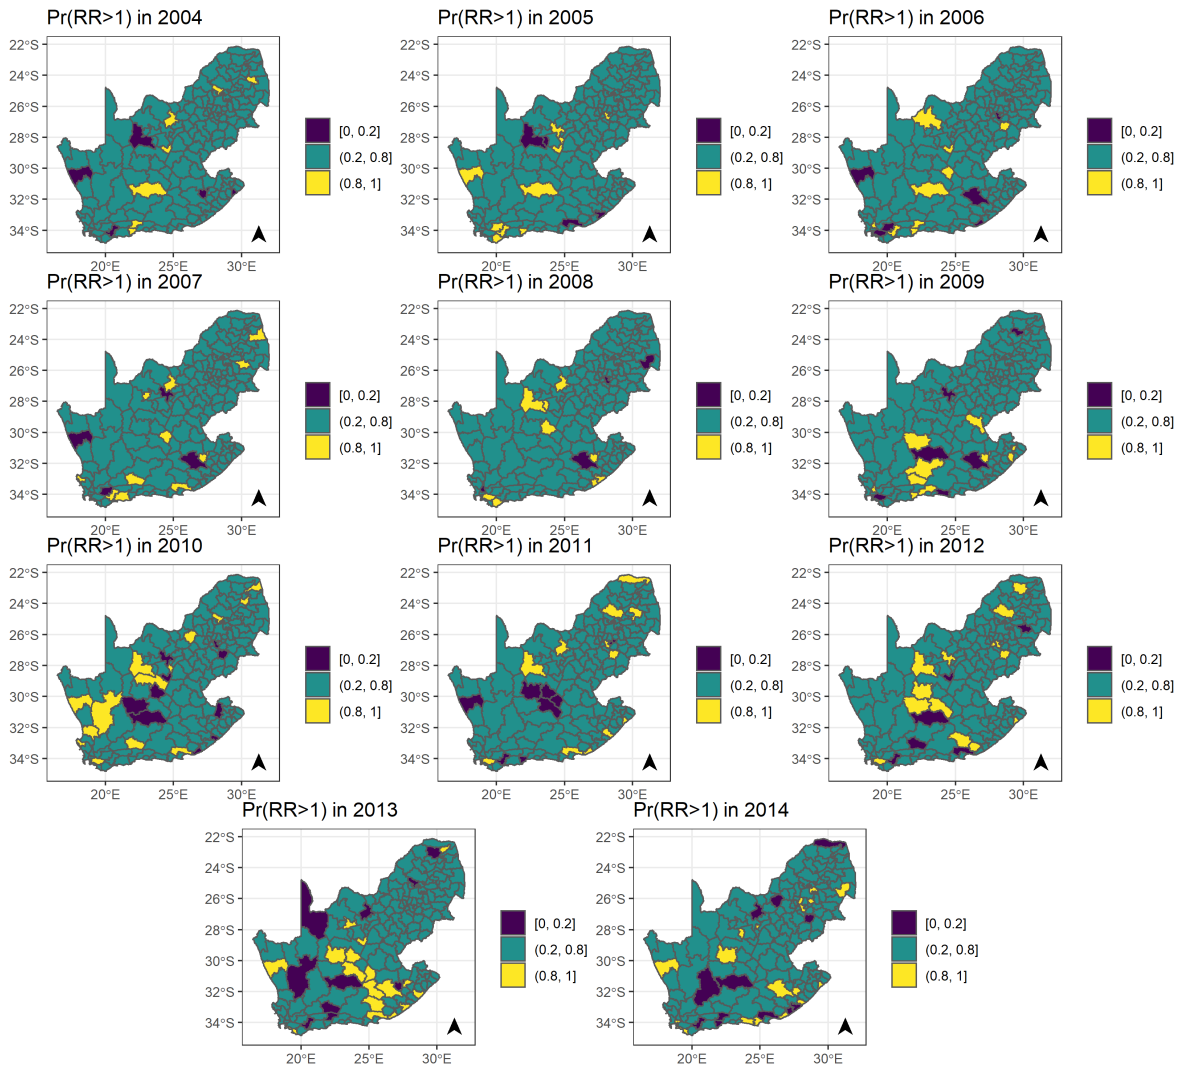 Pr(RR>1) in 2004
Pr(RR>1) in 2005
Pr(RR>1) in 2006
22°S
24°S
26°S
28°S
30°S
32°S
34°S
20°E 25°E 30°E
[0, 0.2]
(0.2, 0.8]
(0.8, 1]
22°S
24°S
26°S
28°S
30°S
32°S
34°S
20°E 25°E 30°E
[0, 0.2]
(0.2, 0.8]
(0.8, 1]
22°S
24°S
26°S
28°S
30°S
32°S
34°S
20°E 25°E 30°E
[0, 0.2]
(0.2, 0.8]
(0.8, 1]
Pr(RR>1) in 2007
Pr(RR>1) in 2008
Pr(RR>1) in 2009
22°S
24°S
26°S
28°S
30°S
32°S
34°S
20°E 25°E 30°E
[0, 0.2]
(0.2, 0.8]
(0.8, 1]
22°S
24°S
26°S
28°S
30°S
32°S
34°S
20°E 25°E 30°E
[0, 0.2]
(0.2, 0.8]
(0.8, 1]
22°S
24°S
26°S
28°S
30°S
32°S
34°S
20°E 25°E 30°E
[0, 0.2]
(0.2, 0.8]
(0.8, 1]
Pr(RR>1) in 2010
Pr(RR>1) in 2011
Pr(RR>1) in 2012
22°S
24°S
26°S
28°S
30°S
32°S
34°S
20°E 25°E 30°E
[0, 0.2]
(0.2, 0.8]
(0.8, 1]
22°S
24°S
26°S
28°S
30°S
32°S
34°S
20°E 25°E 30°E
[0, 0.2]
(0.2, 0.8]
(0.8, 1]
22°S
24°S
26°S
28°S
30°S
32°S
34°S
20°E 25°E 30°E
[0, 0.2]
(0.2, 0.8]
(0.8, 1]
Pr(RR>1) in 2013
Pr(RR>1) in 2014
22°S
24°S
26°S
28°S
30°S
32°S
34°S
20°E 25°E 30°E
[0, 0.2]
(0.2, 0.8]
(0.8, 1]
22°S
24°S
26°S
28°S
30°S
32°S
34°S
20°E 25°E 30°E
[0, 0.2]
(0.2, 0.8]
(0.8, 1]